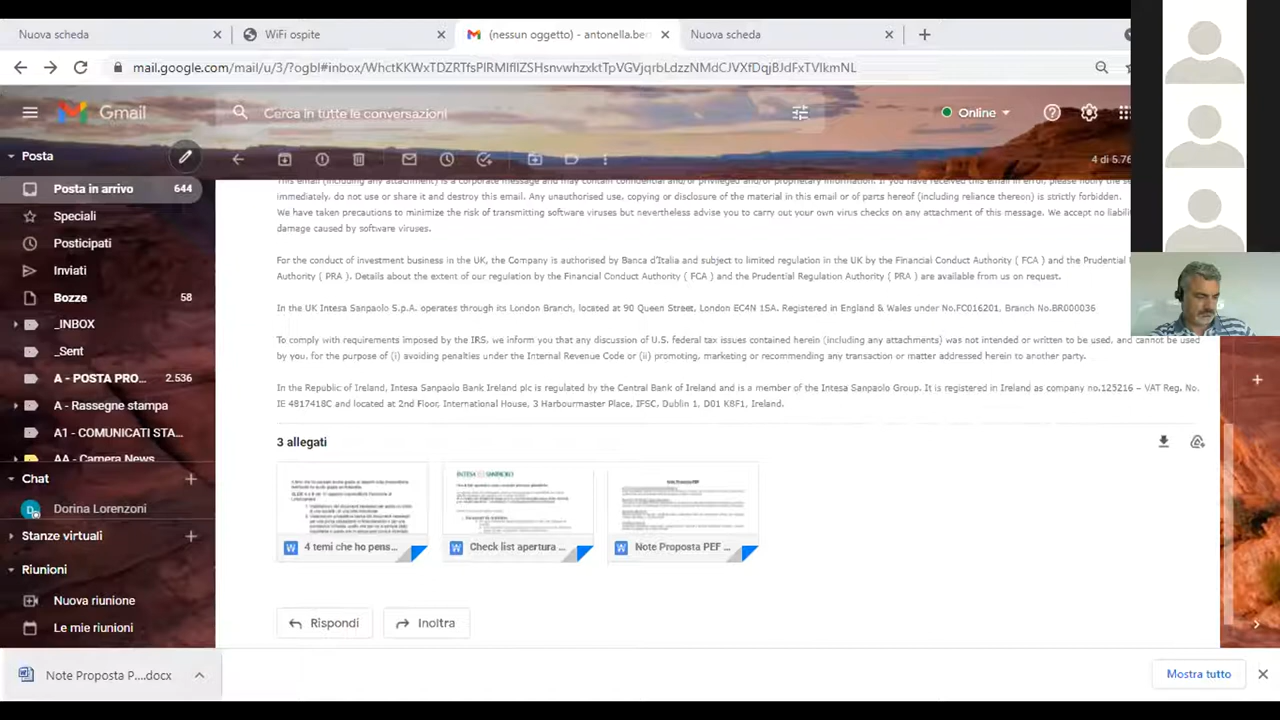 Nuova scheda
WiFi ospite
(nessun oggetto) - antonella.ber
Nuova scheda
mail.google.com/mail/u/3/?ogbl#inbox/
Gmail
Cerca in tutte le conversazioni
Online
Posta
4 di 5.76
Posta in arrivo 644
Speciali
Posticipati
Inviati
Bozze 58
_INBOX
_Sent
A - POSTA PRO... 2.536
A - Rassegne stampa
A1 - COMUNICATI STA...
AA - Camera News
Chat
Dorina Lorenzoni
Stanze virtuali
Riunioni
Nuova riunione
Le mie riunioni
This email (including any attachment) is a corporate message and may contain confidential and/or privileged and/or proprietary information. If you have received this email in error, please notify the se
immediately, do not use or share it and destroy this email. Any unauthorised use, copying or disclosure of the material in this email or of parts hereof (including reliance thereon) is strictly forbidden.
We have taken precautions to minimize the risk of transmitting software viruses but nevertheless advise you to carry out your own virus checks on any attachment of this message. We accept no liabili
damage caused by software viruses.
For the conduct of investment business in the UK, the Company is authorised by Banca d'Italia and subject to limited regulation in the UK by the Financial Conduct Authority ( FCA ) and the Prudential
Authority ( PRA ). Details about the extent of our regulation by the Financial Conduct Authority ( FCA ) and the Prudential Regulation Authority ( PRA ) are available from us on request.
In the UK Intesa Sanpaolo S.p.A. operates through its London Branch, located at 90 Queen Street, London EC4N 1SA. Registered in England & Wales under No.FC016201, Branch No.BR000036
To comply with requirements imposed by the IRS, we inform you that any discussion of U.S. federal tax issues contained herein (including any attachments) was not intended or written to be used, and cannot be used
by you, for the purpose of (i) avoiding penalties under the Internal Revenue Code or (ii) promoting, marketing or recommending any transaction or matter addressed herein to another party.
In the Republic of Ireland, Intesa Sanpaolo Bank Ireland plc is regulated by the Central Bank of Ireland and is a member of the Intesa Sanpaolo Group. It is registered in Ireland as company no.125216 – VAT Reg. No.
IE 4817418C and located at 2nd Floor, International House, 3 Harbourmaster Place, IFSC, Dublin 1, D01 K8F1, Ireland.
3 allegati
INTESA SANPAOLO
Note Proposta PEF
4 temi che ho pens...
Check list apertura ...
Note Proposta PEF ...
Rispondi
Inoltra
Note Proposta P....docx
Mostra tutto